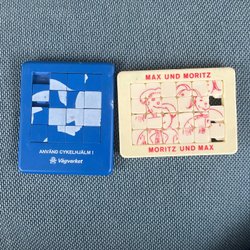 ANVÄND CYKELHJÄLM !
Vägverket
MAX UND MORITZ
MORITZ UND MAX